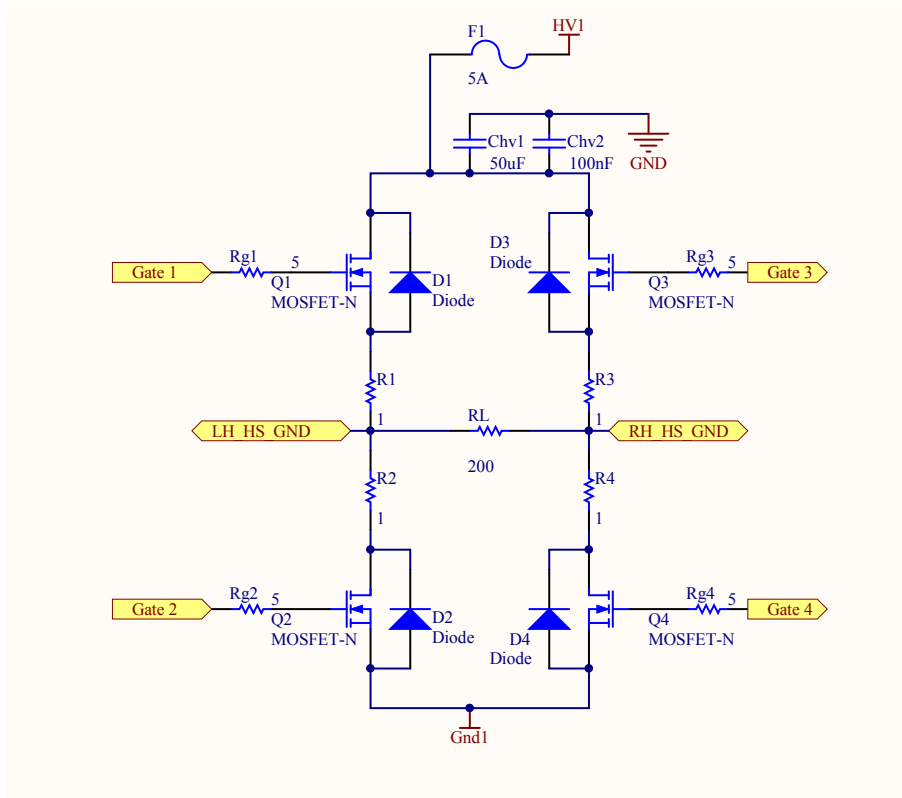 F1
HV1
5A
Chv1
Chv2
50uF
100nF
GND
Gate 1
Rg1
5
Q1
MOSFET-N
D1
Diode
D3
Diode
Rg3
5
Gate 3
Q3
MOSFET-N
R1
1
R3
1
LH_HS_GND
RL
200
RH_HS_GND
R2
1
R4
1
Gate 2
Rg2
5
Q2
MOSFET-N
D2
Diode
D4
Diode
Rg4
5
Gate 4
Q4
MOSFET-N
Gnd1